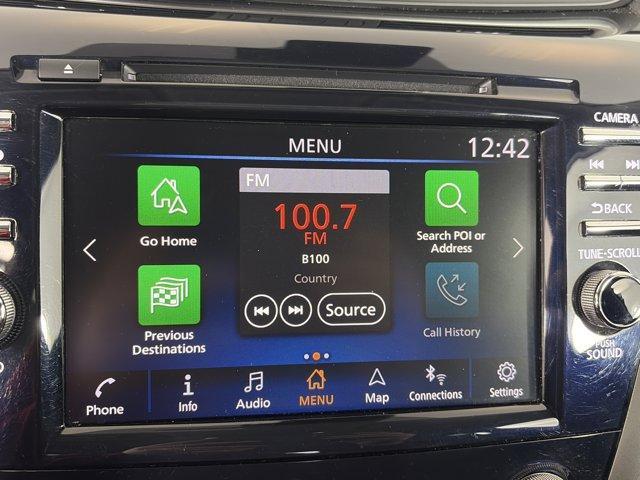 CAMERA
MENU
12:42
FM
100.7
FM
B100
Country
Source
Go Home
Previous
Destinations
Search POI or
Address
Call History
Phone
Info
Audio
MENU
Map
Connections
Settings
BACK
TUNE-SCROLL
PUSH
SOUND